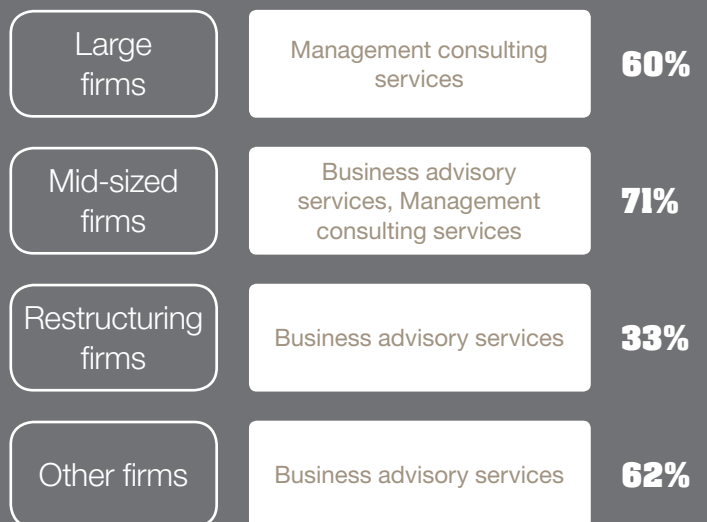 Large
firms
Management consulting
services
60%
Mid-sized
firms
Business advisory
services, Management
consulting services
71%
Restructuring
firms
Business advisory services
33%
Other firms
Business advisory services
62%